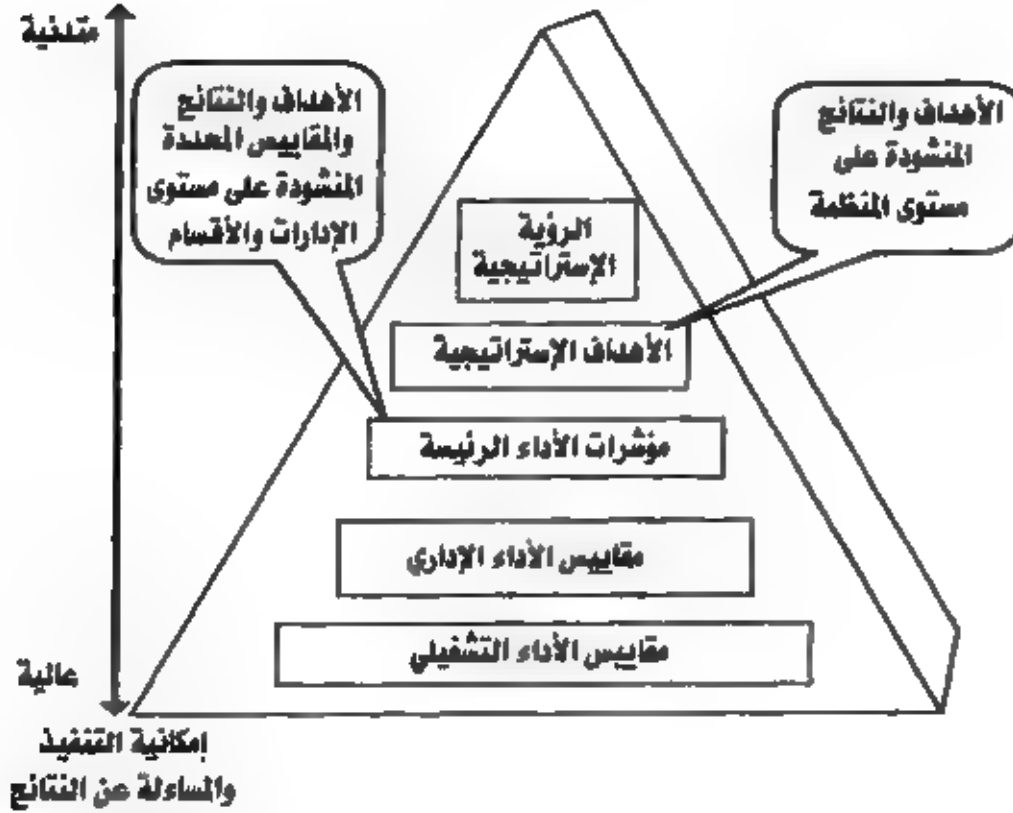 متدنية
الأهداف والنتائج
والمقاييس المحددة
المنشودة على مستوى
الإدارات والأقسام
الأهداف والنتائج
المنشودة على
مستوى المنظمة
الرؤية
الإستراتيجية
الأهداف الإستراتيجية
مؤشرات الأداء الرئيسة
مقاييس الأداء الإداري
مقاييس الأداء التشغيلي
عالية
إمكانية التنفيذ
والمساءلة عن النتائج